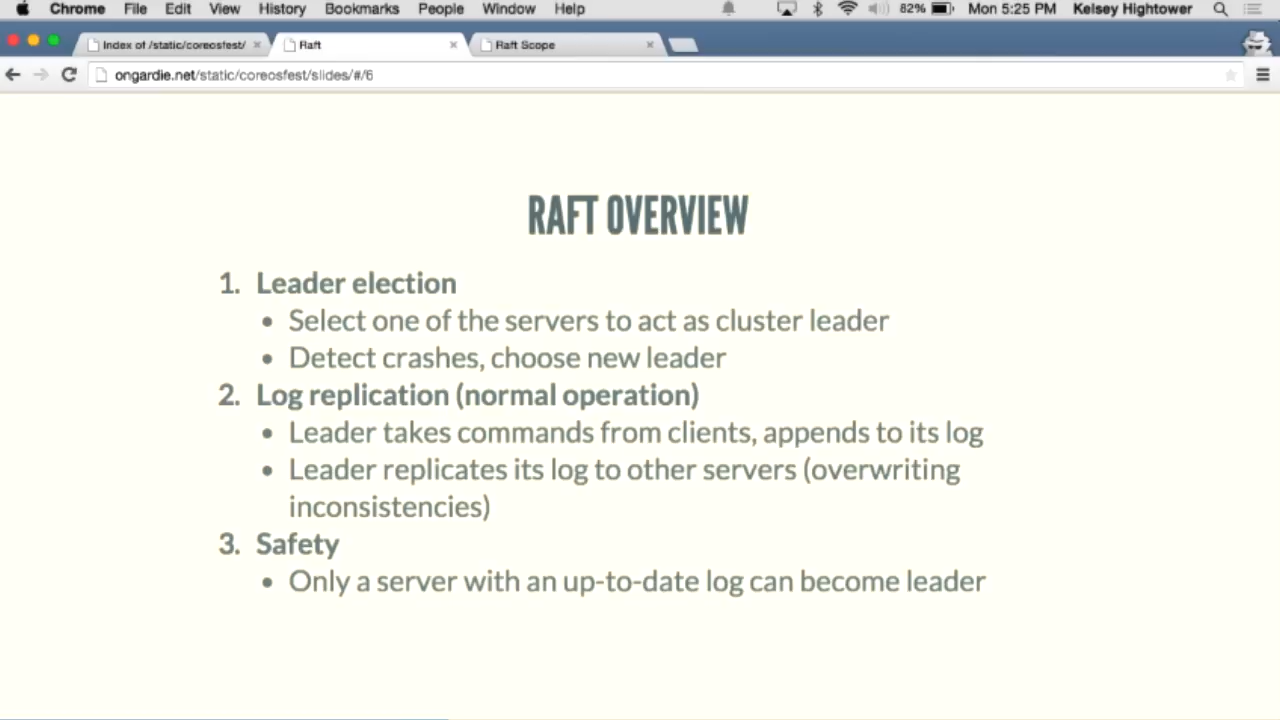 Chrome File Edit View History Bookmarks People Window Help 82% Mon 5:25 PM Kelsey Hightower
Index of /static/coreosfest/ Raft Raft Scope
ongardie.net/static/coreosfest/slides/#/6
RAFT OVERVIEW
1. Leader election
• Select one of the servers to act as cluster leader
• Detect crashes, choose new leader
2. Log replication (normal operation)
• Leader takes commands from clients, appends to its log
• Leader replicates its log to other servers (overwriting
inconsistencies)
3. Safety
• Only a server with an up-to-date log can become leader